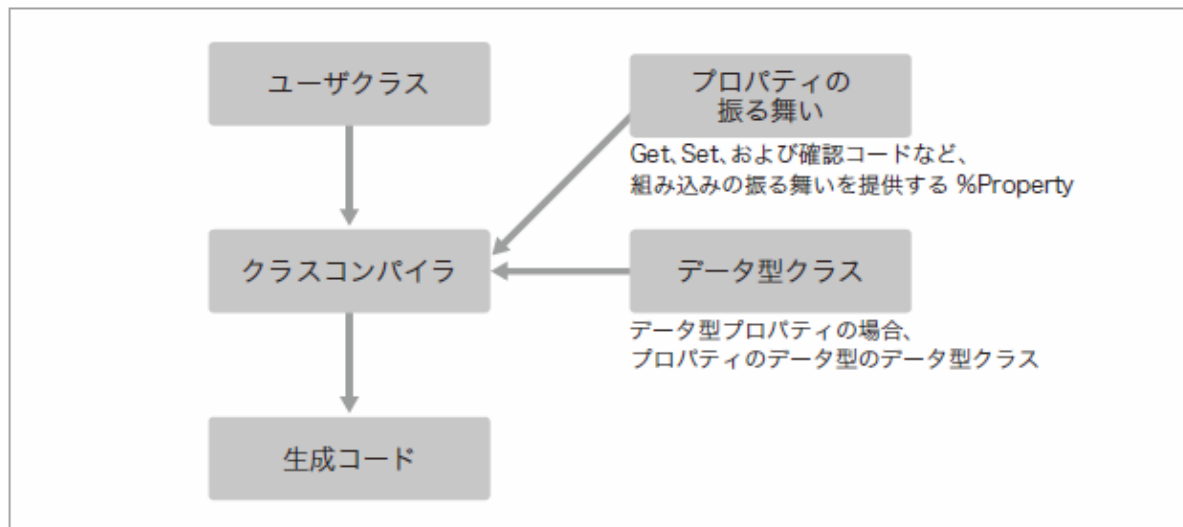 ユーザクラス
プロパティの
振る舞い
Get、Set、および確認コードなど、
組み込みの振る舞いを提供する %Property
クラスコンパイラ
データ型クラス
データ型プロパティの場合、
プロパティのデータ型のデータ型クラス
生成コード